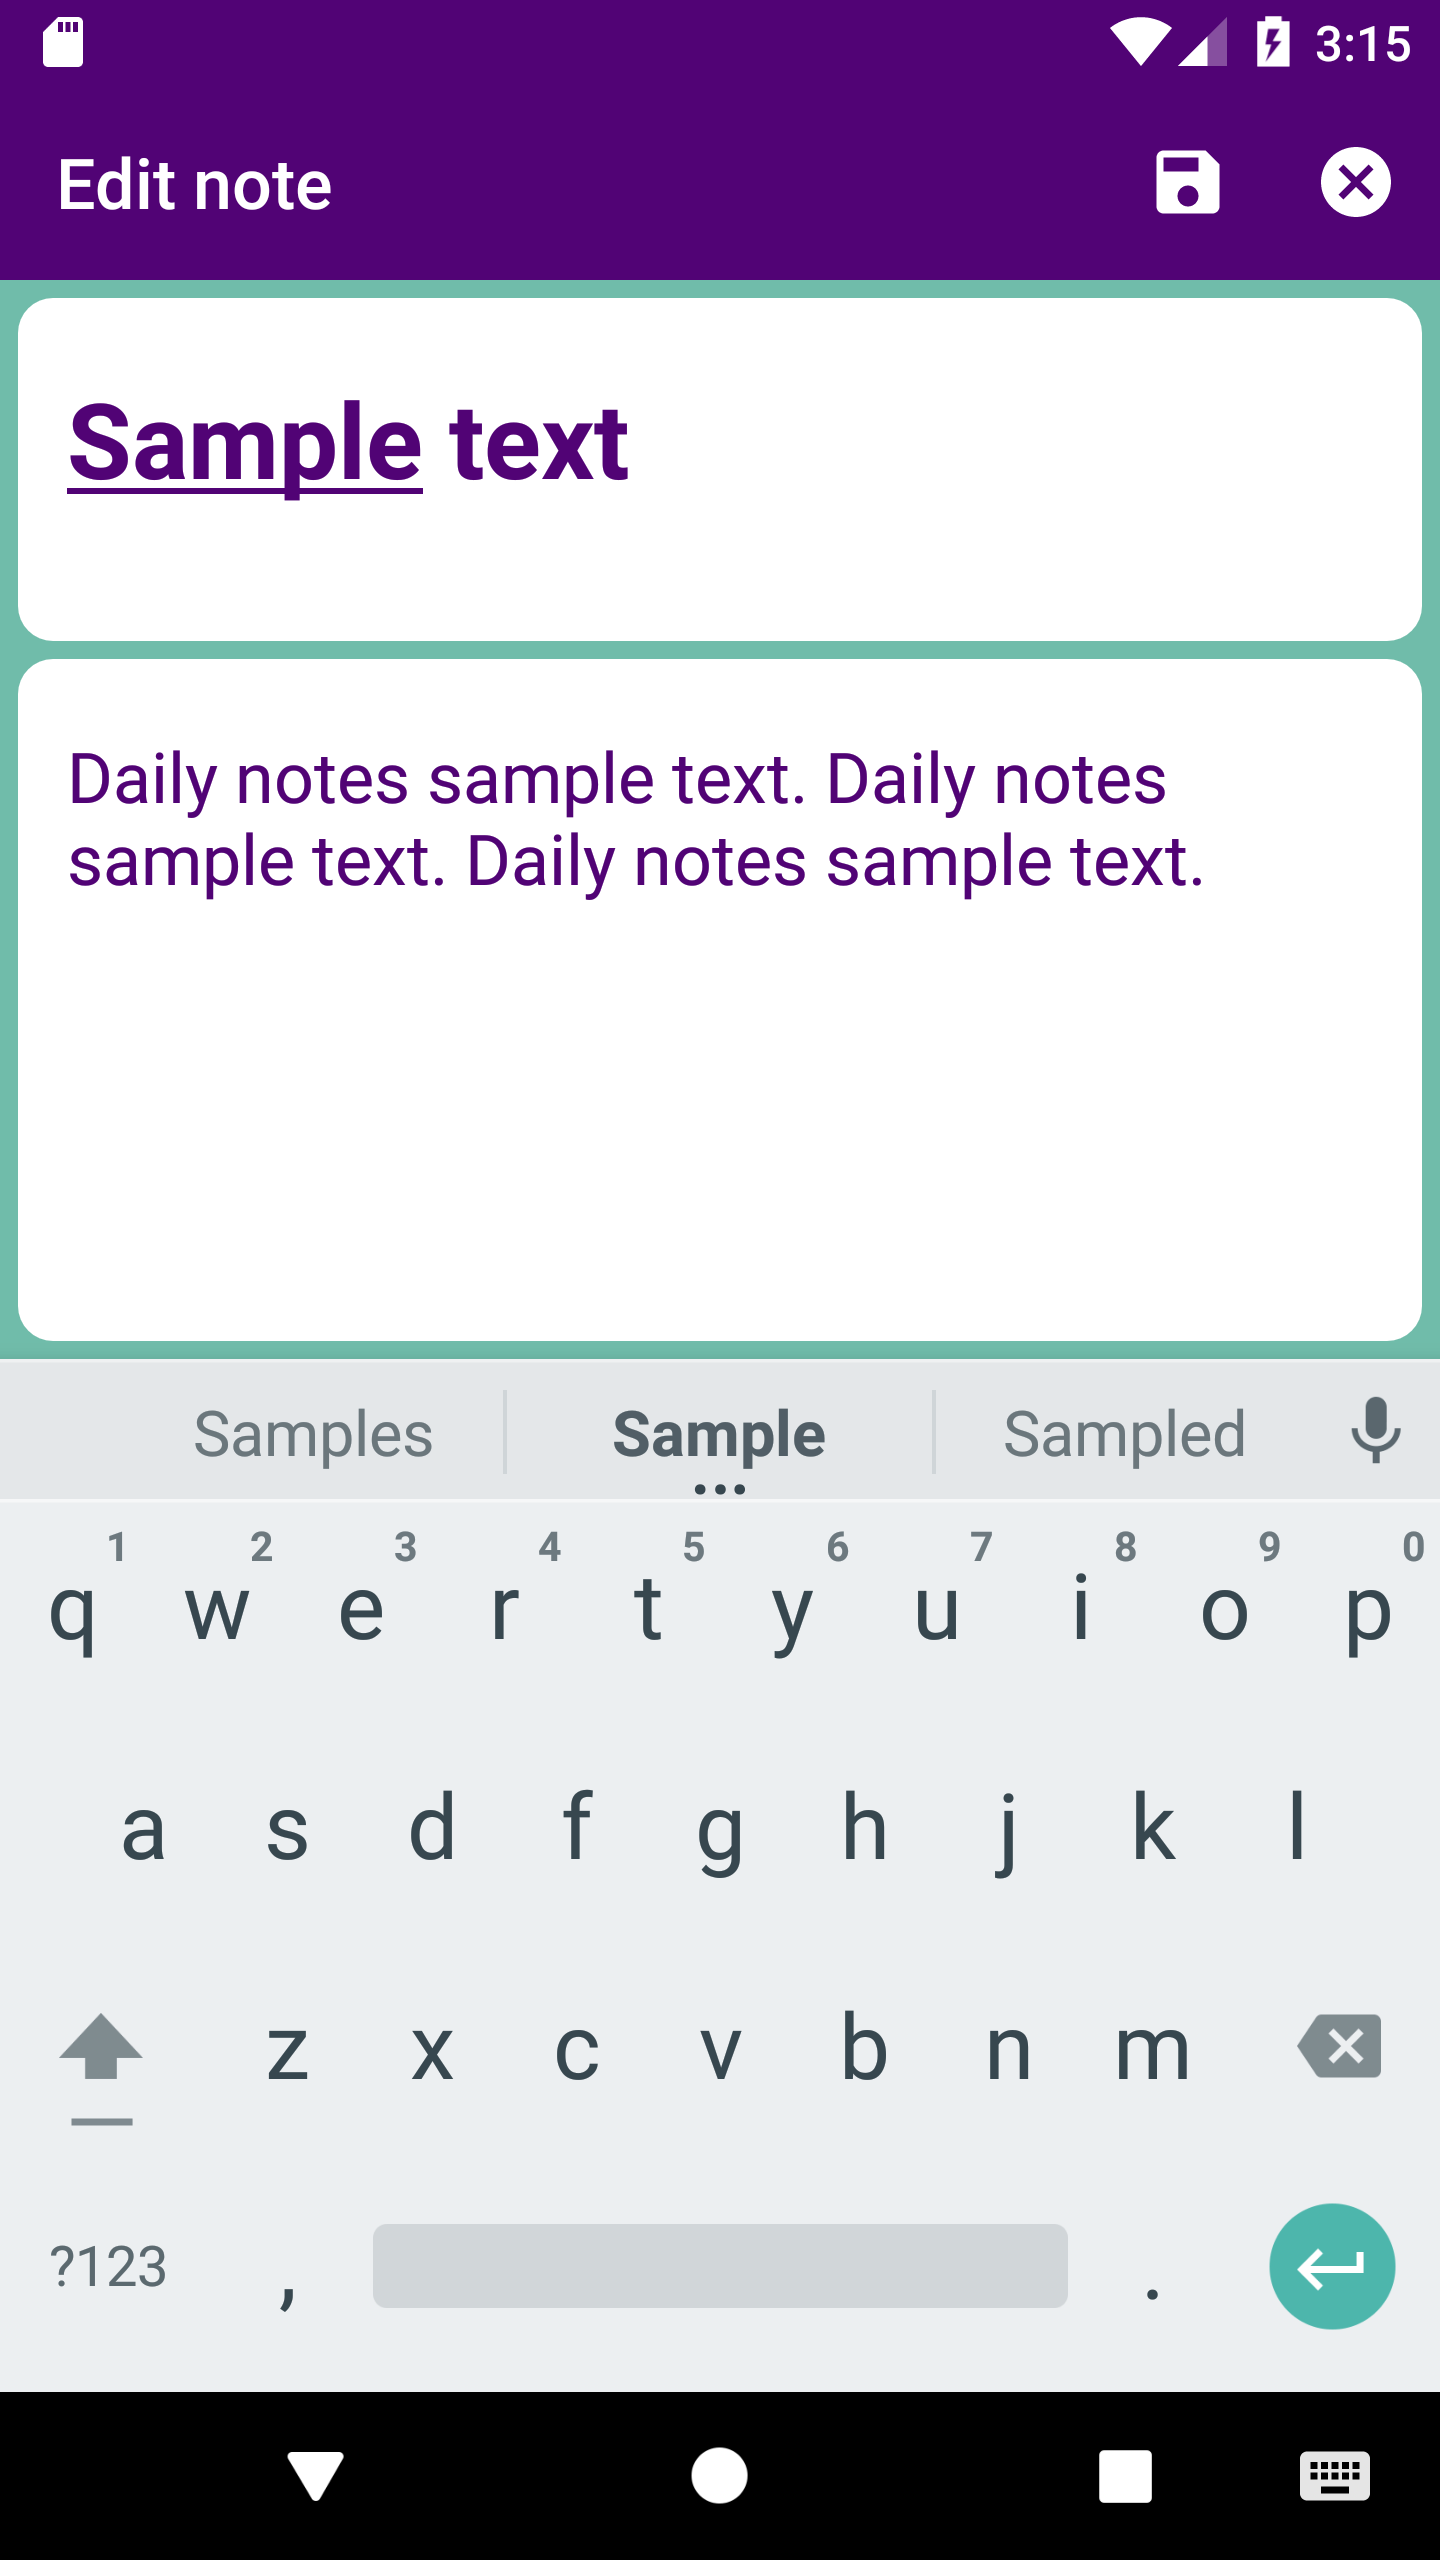 3:15
Edit note
Sample text
Daily notes sample text. Daily notes
sample text. Daily notes sample text.
Samples Sample Sampled
1 2 3 4 5 6 7 8 9 0
q w e r t y u i o p
a s d f g h j k l
z x c v b n m
?123 , .